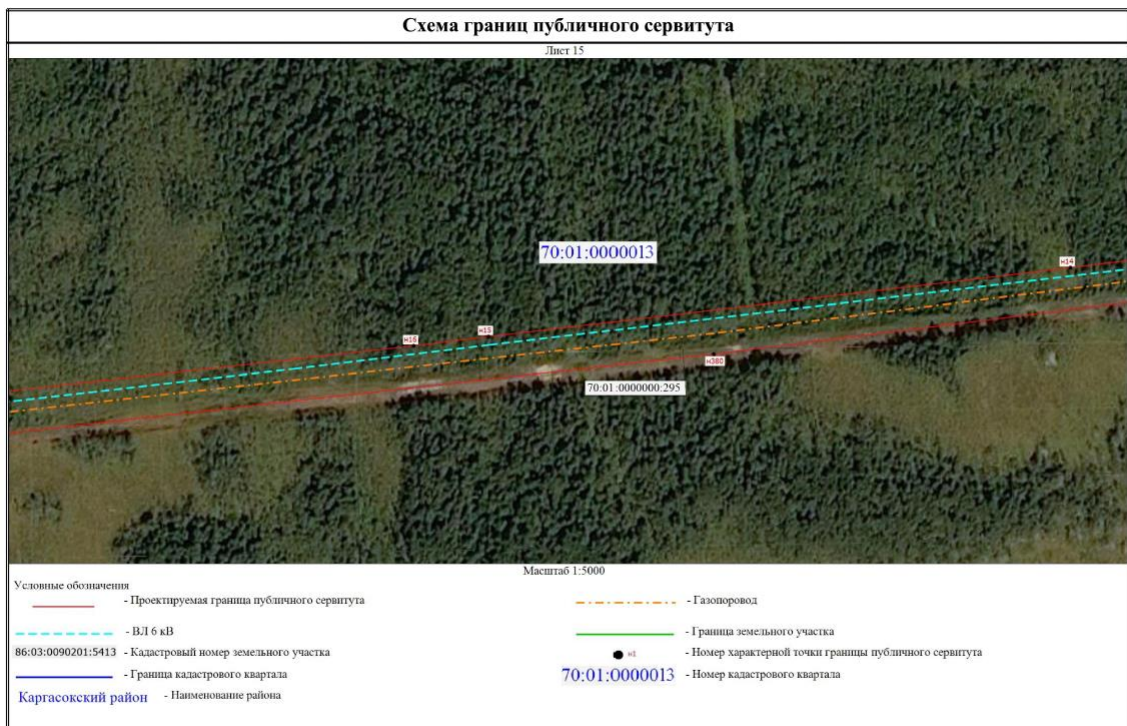 Схема границ публичного сервитута
Лист 15
70:01:0000013
н14
н15
н16
н380
70:01:0000000:295
Масштаб 1:5000
Условные обозначения
- Проектируемая граница публичного сервитута
- Газопоровод
- ВЛ 6 кВ
- Граница земельного участка
86:03:0090201:5413 - Кадастровый номер земельного участка
н1 - Номер характерной точки границы публичного сервитута
- Граница кадастрового квартала
70:01:0000013 - Номер кадастрового квартала
Каргасокский район - Наименование района